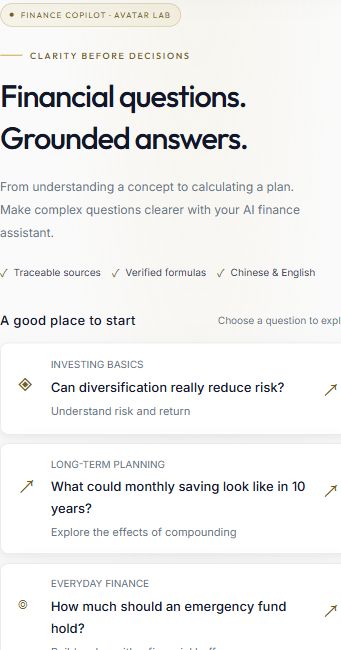 FINANCE COPILOT · AVATAR LAB
CLARITY BEFORE DECISIONS
Financial questions.
Grounded answers.
From understanding a concept to calculating a plan.
Make complex questions clearer with your AI finance
assistant.
✓ Traceable sources ✓ Verified formulas ✓ Chinese & English
A good place to start
Choose a question to expl
INVESTING BASICS
Can diversification really reduce risk?
Understand risk and return
LONG-TERM PLANNING
What could monthly saving look like in 10
years?
Explore the effects of compounding
EVERYDAY FINANCE
How much should an emergency fund
hold?